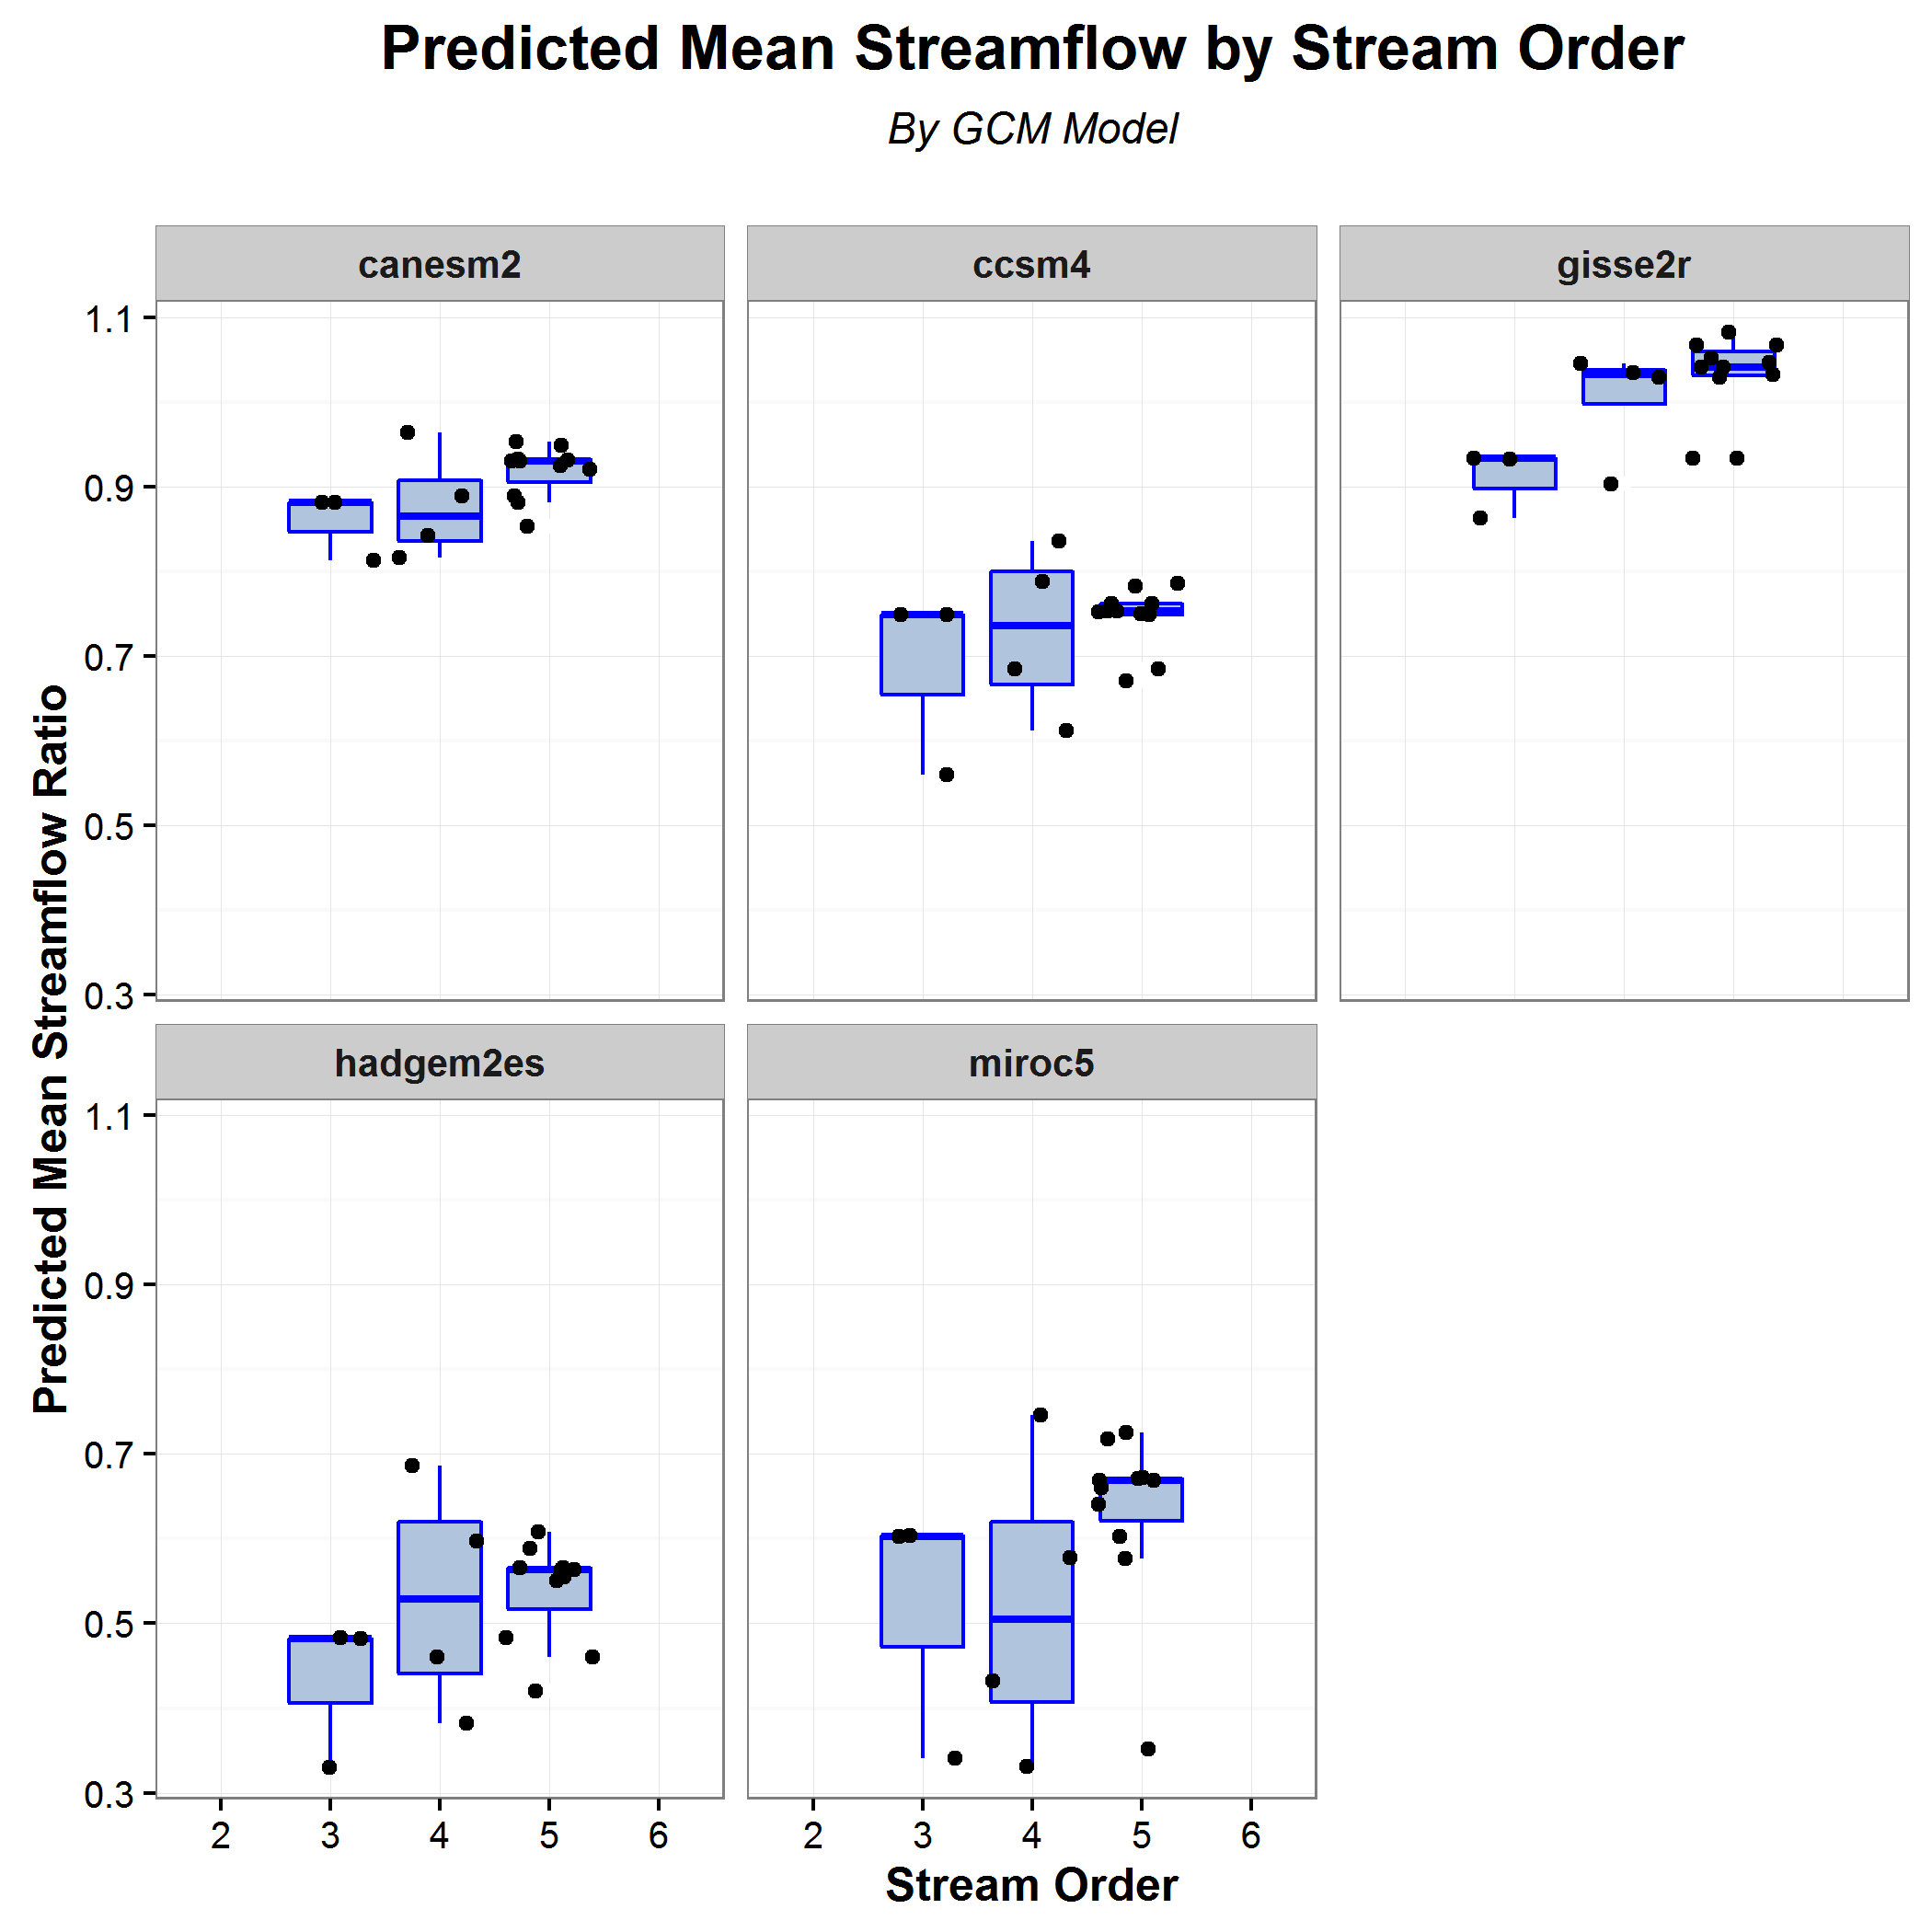 Predicted Mean Streamflow by Stream Order
By GCM Model
canesm2
ccsm4
gisse2r
1.1
0.9
0.7
0.5
0.3
Predicted Mean Streamflow Ratio
hadgem2es
miroc5
1.1
0.9
0.7
0.5
0.3
2 3 4 5 6
2 3 4 5 6
Stream Order